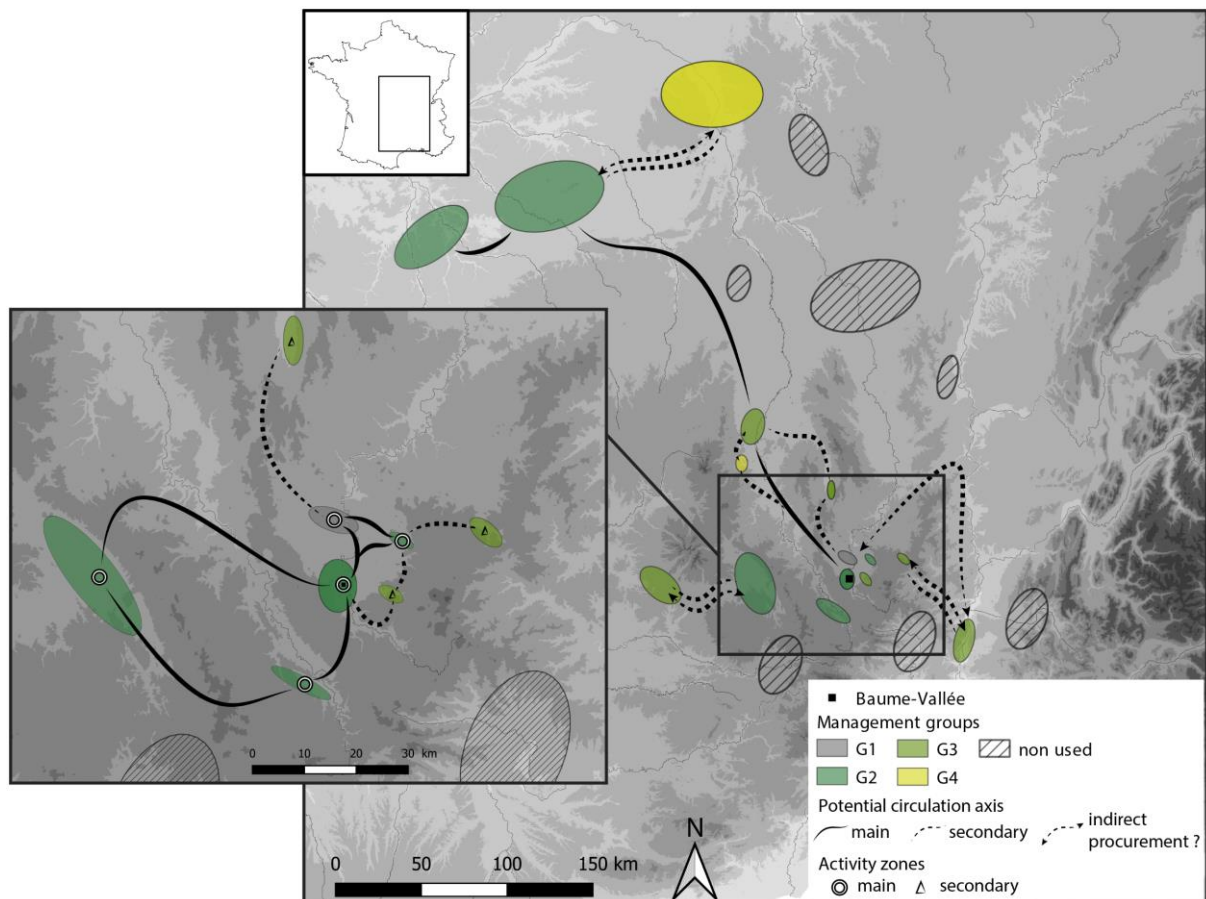 0 10 20 30 km
N
0 50 100 150 km
Baume-Vallée
Management groups
G1 G3 non used
G2 G4
Potential circulation axis
main secondary indirect
procurement ?
Activity zones
main secondary